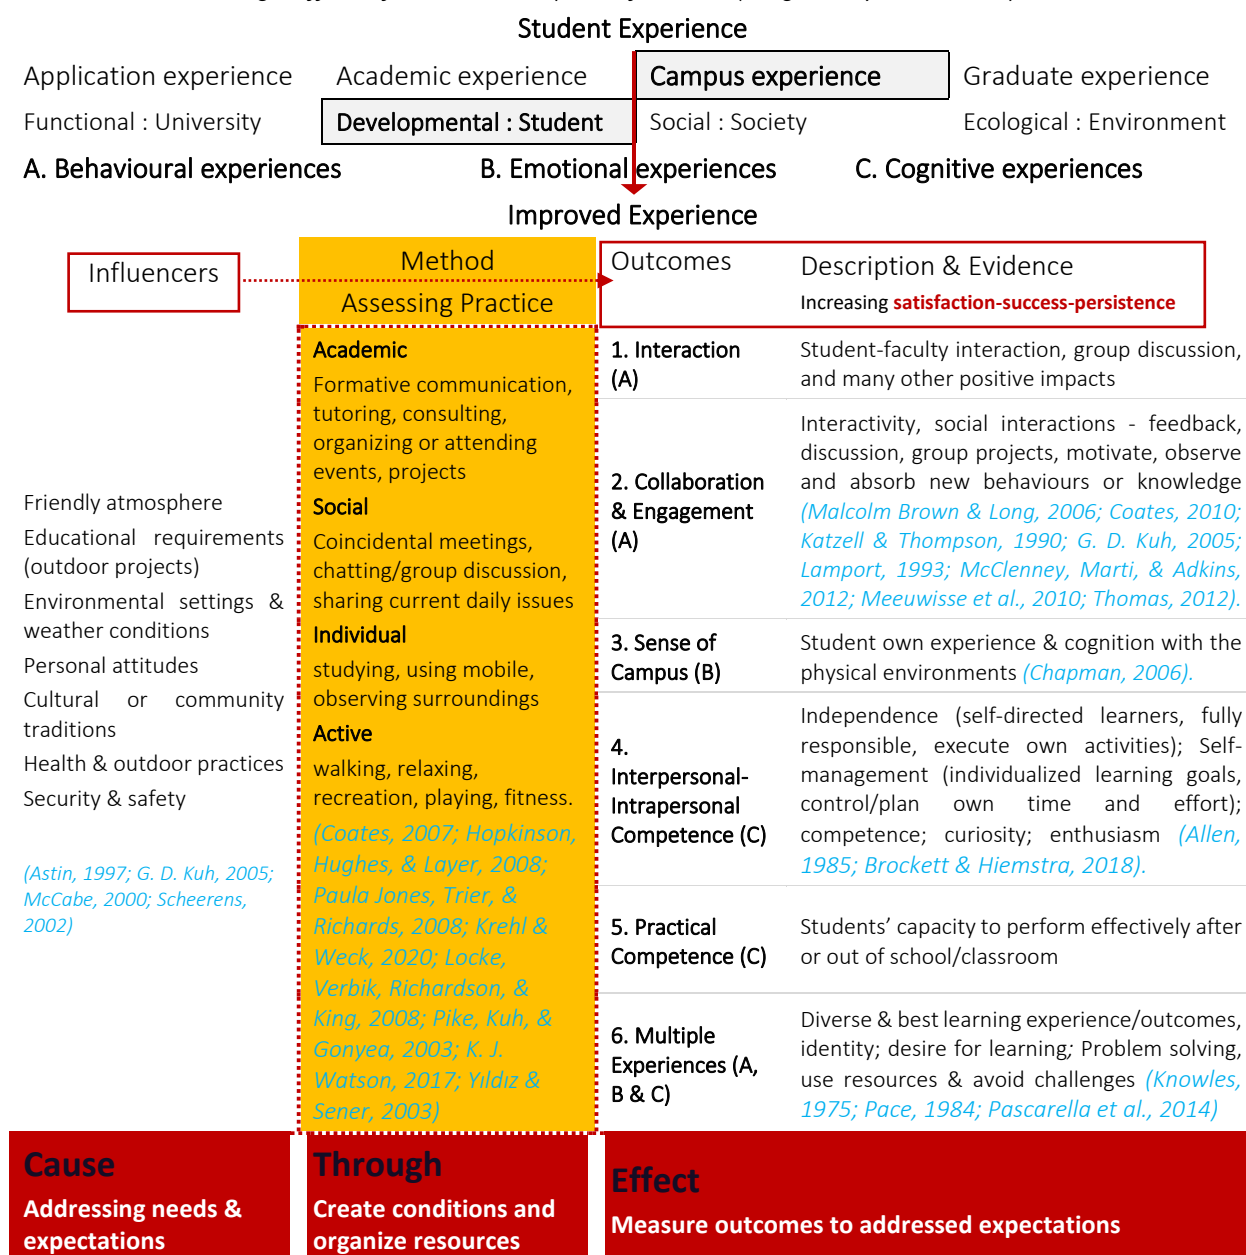 Student Experience
Application experience
Academic experience
Campus experience
Graduate experience
Functional : University
Developmental : Student
Social : Society
Ecological : Environment
A. Behavioural experiences
B. Emotional experiences
C. Cognitive experiences
Improved Experience
Influencers
Method
Assessing Practice
Outcomes
Description & Evidence
Increasing satisfaction-success-persistence
Friendly atmosphere
Educational requirements
(outdoor projects)
Environmental settings &
weather conditions
Personal attitudes
Cultural or community
traditions
Health & outdoor practices
Security & safety
(Astin, 1997; G. D. Kuh, 2005;
McCabe, 2000; Scheerens,
2002)
Academic
Formative communication,
tutoring, consulting,
organizing or attending
events, projects
Social
Coincidental meetings,
chatting/group discussion,
sharing current daily issues
Individual
studying, using mobile,
observing surroundings
Active
walking, relaxing,
recreation, playing, fitness.
(Coates, 2007; Hopkinson,
Hughes, & Layer, 2008;
Paula Jones, Trier, &
Richards, 2008; Krehl &
Weck, 2020; Locke,
Verbik, Richardson, &
King, 2008; Pike, Kuh, &
Gonyea, 2003; K. J.
Watson, 2017; Yıldız &
Sener, 2003)
1. Interaction
(A)
Student-faculty interaction, group discussion,
and many other positive impacts
2. Collaboration
& Engagement
(A)
Interactivity, social interactions - feedback,
discussion, group projects, motivate, observe
and absorb new behaviours or knowledge
(Malcolm Brown & Long, 2006; Coates, 2010;
Katzell & Thompson, 1990; G. D. Kuh, 2005;
Lamport, 1993; McClenney, Marti, & Adkins,
2012; Meeuwisse et al., 2010; Thomas, 2012).
3. Sense of
Campus (B)
Student own experience & cognition with the
physical environments (Chapman, 2006).
4.
Interpersonal-
Intrapersonal
Competence (C)
Independence (self-directed learners, fully
responsible, execute own activities); Self-
management (individualized learning goals,
control/plan own time and effort);
competence; curiosity; enthusiasm (Allen,
1985; Brockett & Hiemstra, 2018).
5. Practical
Competence (C)
Students’ capacity to perform effectively after
or out of school/classroom
6. Multiple
Experiences (A,
B & C)
Diverse & best learning experience/outcomes,
identity; desire for learning; Problem solving,
use resources & avoid challenges (Knowles,
1975; Pace, 1984; Pascarella et al., 2014)
Cause
Addressing needs &
expectations
Through
Create conditions and
organize resources
Effect
Measure outcomes to addressed expectations